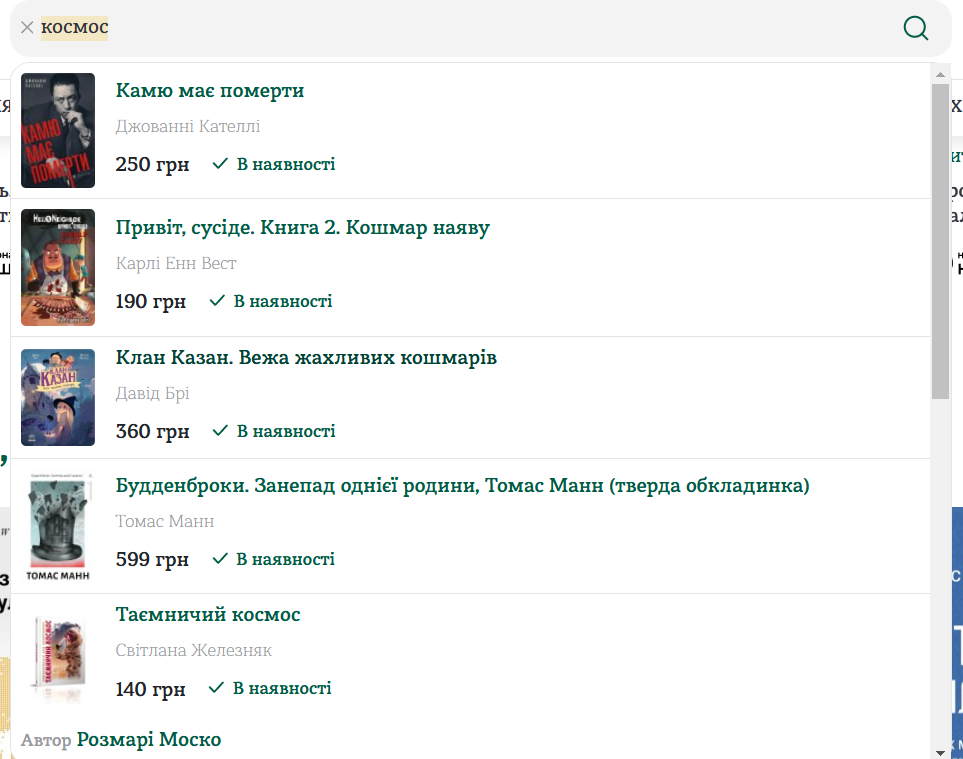 космос
Камю має померти
Джованні Кателлі
250 грн В наявності
КАМЮ
МАЄ
ПОМЕРТИ
Привіт, сусіде. Книга 2. Кошмар наяву
Карлі Енн Вест
190 грн В наявності
Клан Казан. Вежа жахливих кошмарів
Давід Брі
360 грн В наявності
КАЗАН
Будденброки. Занепад однієї родини, Томас Манн (тверда обкладинка)
Томас Манн
599 грн В наявності
ТОМАС МАНН
Таємничий космос
Світлана Железняк
140 грн В наявності
ТАЄМНИЧИЙ КОСМОС
Автор Розмарі Моско